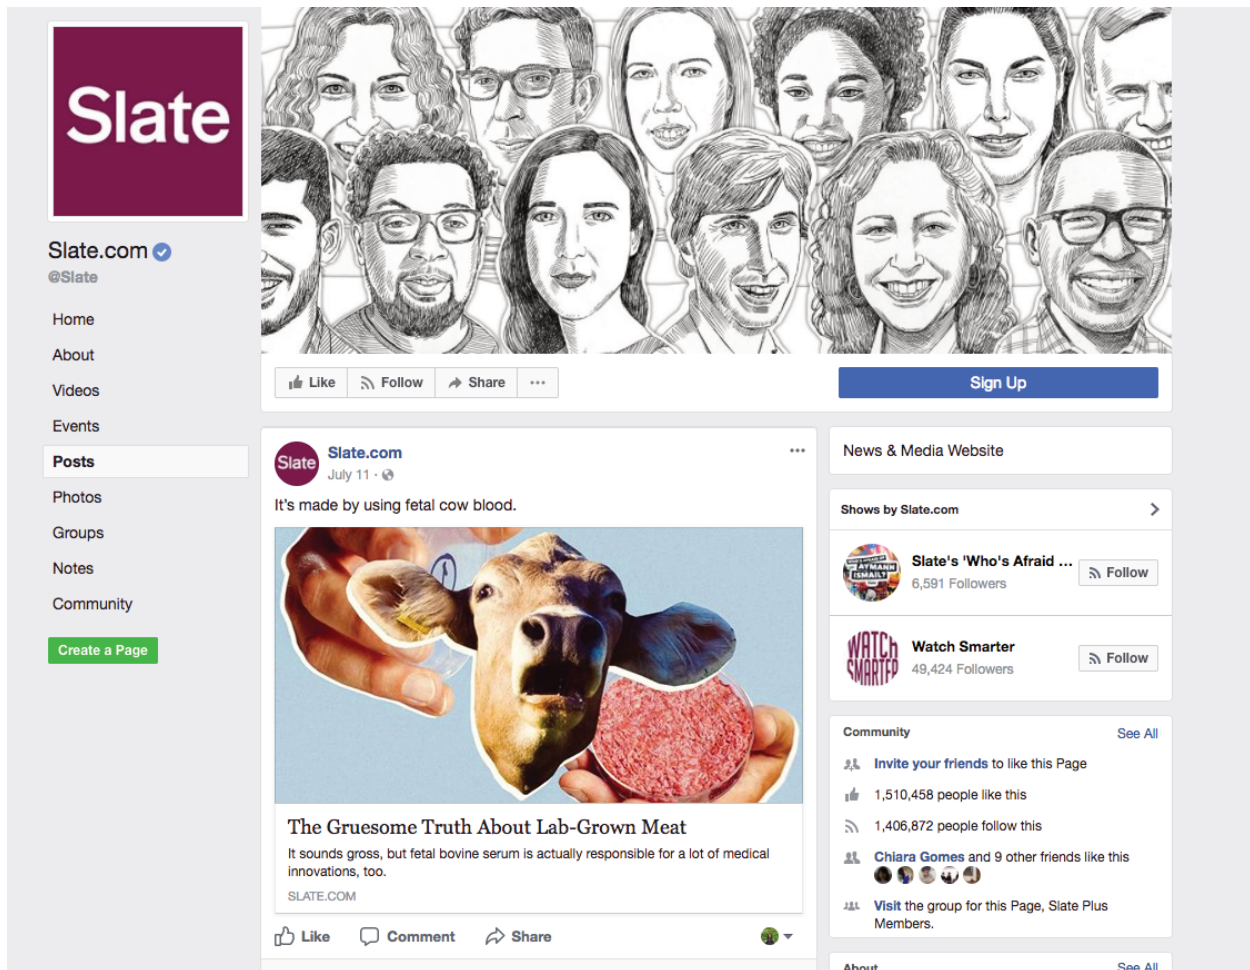 Slate
Slate.com
@Slate
Home
About
Videos
Events
Posts
Photos
Groups
Notes
Community
Create a Page
Like
Follow
Share
Sign Up
Slate
Slate.com
July 11 ·
It's made by using fetal cow blood.
The Gruesome Truth About Lab-Grown Meat
It sounds gross, but fetal bovine serum is actually responsible for a lot of medical
innovations, too.
SLATE.COM
Like Comment Share
News & Media Website
Shows by Slate.com
WHO'S AFRAID OF
AYMANN
ISMAIL?
Slate's 'Who's Afraid ...
6,591 Followers
Follow
WATCH
SMARTER
Watch Smarter
49,424 Followers
Follow
Community
See All
Invite your friends to like this Page
1,510,458 people like this
1,406,872 people follow this
Chiara Gomes and 9 other friends like this
Visit the group for this Page, Slate Plus
Members.
About
See All